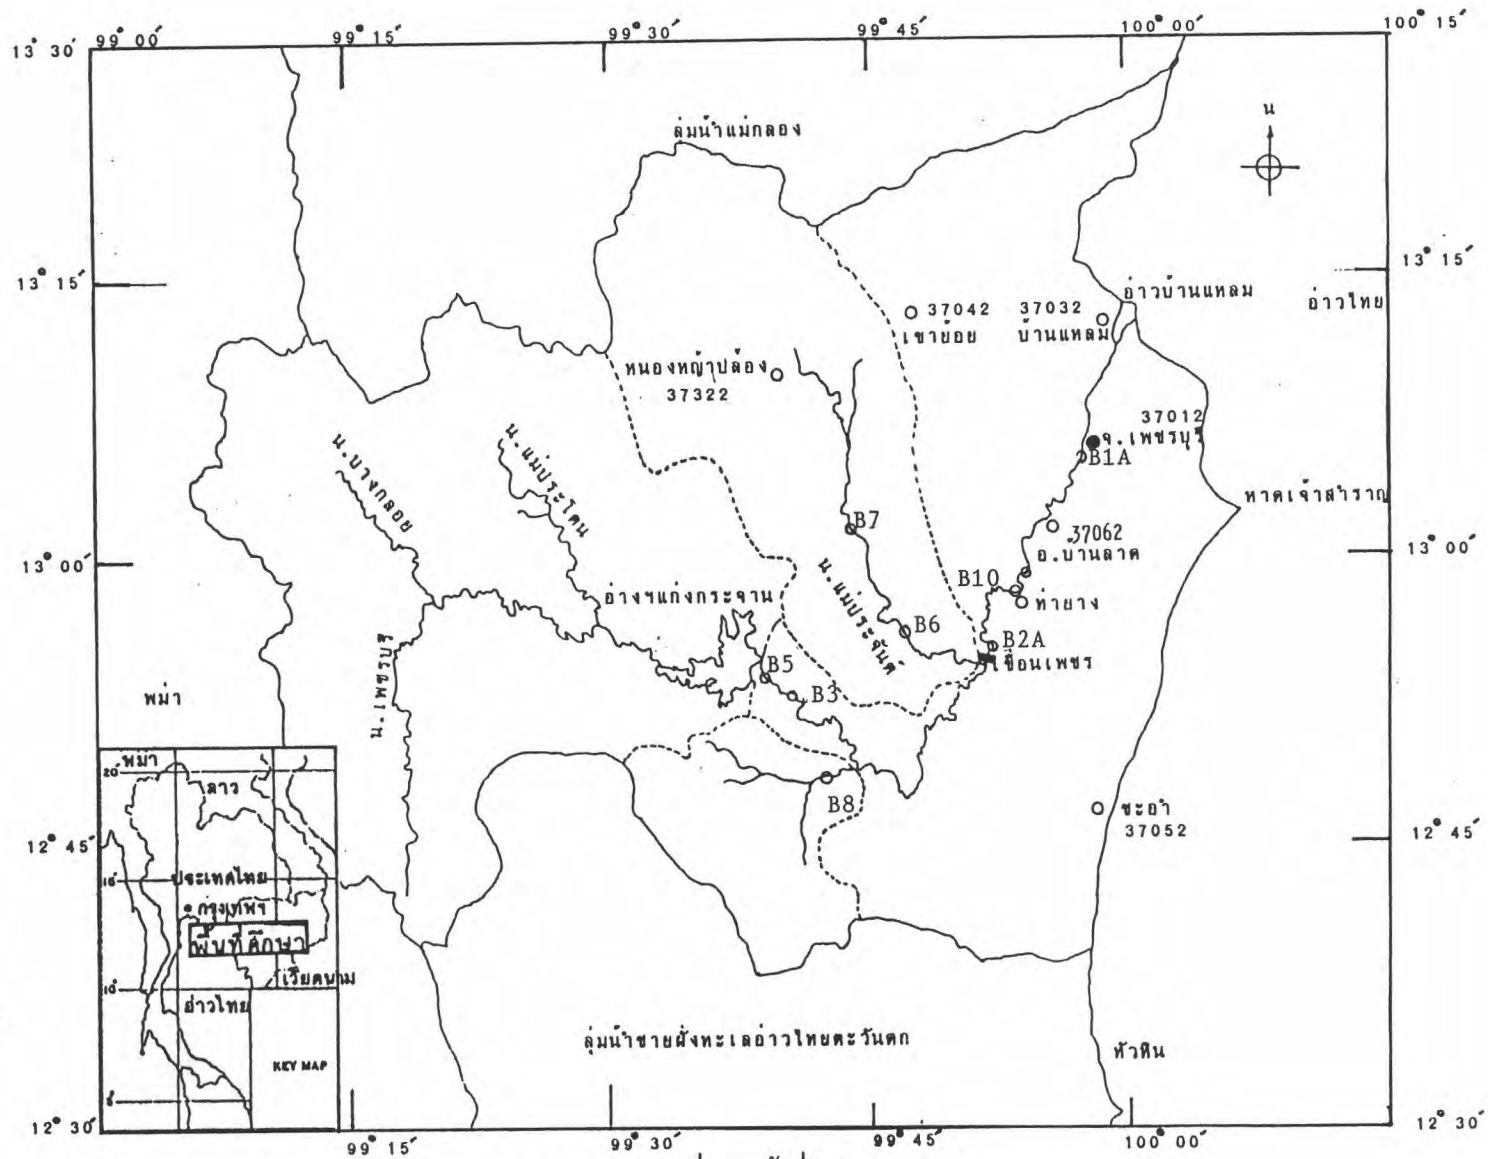 99° 00´
99° 15´
99° 30´
99° 45´
100° 00´
100° 15´
13° 30´
13° 30´
น
ลุ่มน้ำแม่กลอง
13° 15´
13° 15´
อ่าวบ้านแหลม
อ่าวไทย
37042
เขาย้อย
37032
บ้านแหลม
หนองหญ้าปล้อง
37322
37012
จ.เพชรบุรี
B1A
น.บางกลอย
น.แม่ประโดน
หาดเจ้าสำราญ
B7
37062
อ.บ้านลาด
13° 00´
13° 00´
อ่างฯแก่งกระจาน
น.แม่ประจันต์
B10
ท่ายาง
B6
B2A
เขื่อนเพชร
น.เพชรบุรี
B5
B3
พม่า
B8
ชะอำ
37052
12° 45´
12° 45´
พม่า
20°
ลาว
15°
ประเทศไทย
กรุงเทพฯ
พื้นที่ศึกษา
เวียดนาม
10°
อ่าวไทย
KEY MAP
5°
ลุ่มน้ำชายฝั่งทะเลอ่าวไทยตะวันตก
หัวหิน
12° 30´
12° 30´
99° 15´
99° 30´
99° 45´
100° 00´